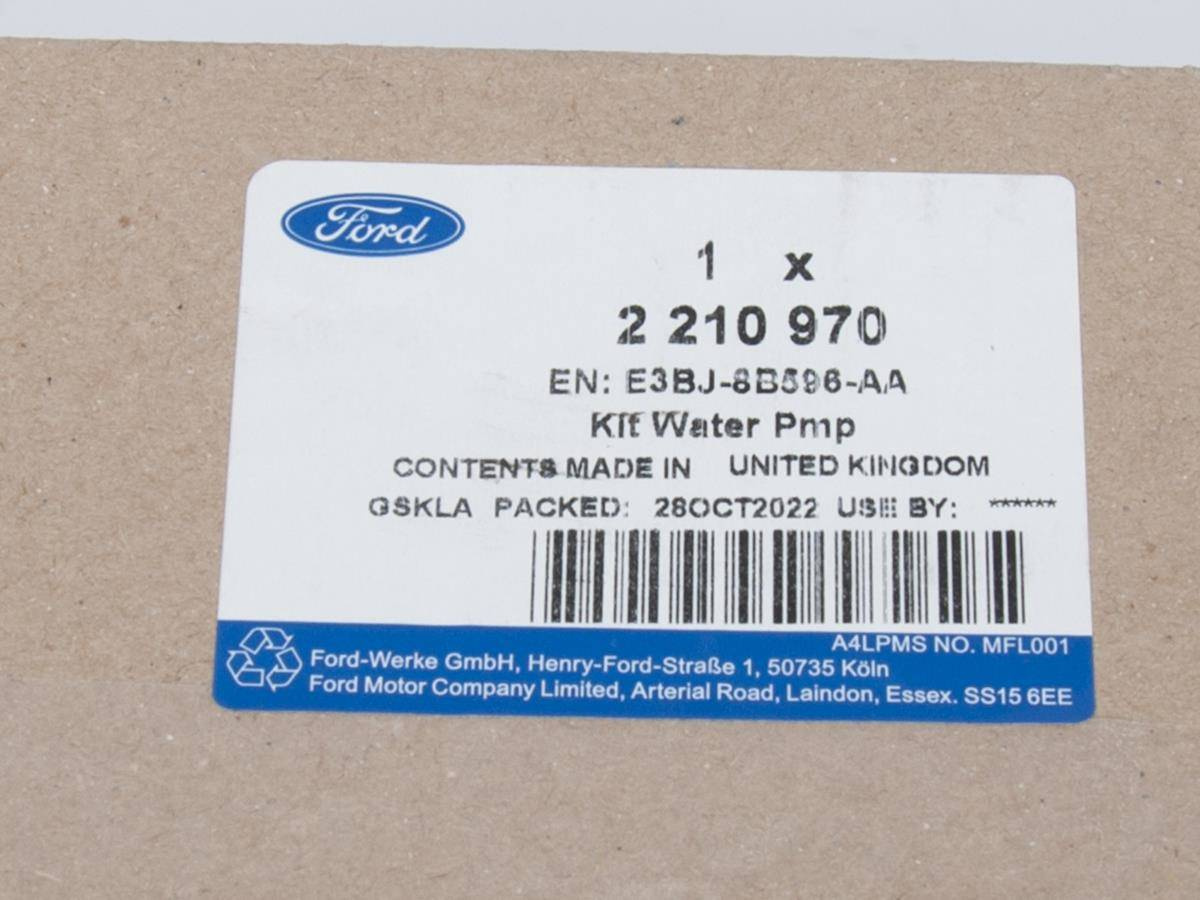 Ford
1 x
2 210 970
EN: E3BJ-8B596-AA
Kit Water Pmp
CONTENTS MADE IN UNITED KINGDOM
GSKLA PACKED: 28OCT2022 USE BY: ******
A4LPMS NO. MFL001
Ford-Werke GmbH, Henry-Ford-Straße 1, 50735 Köln
Ford Motor Company Limited, Arterial Road, Laindon, Essex. SS15 6EE